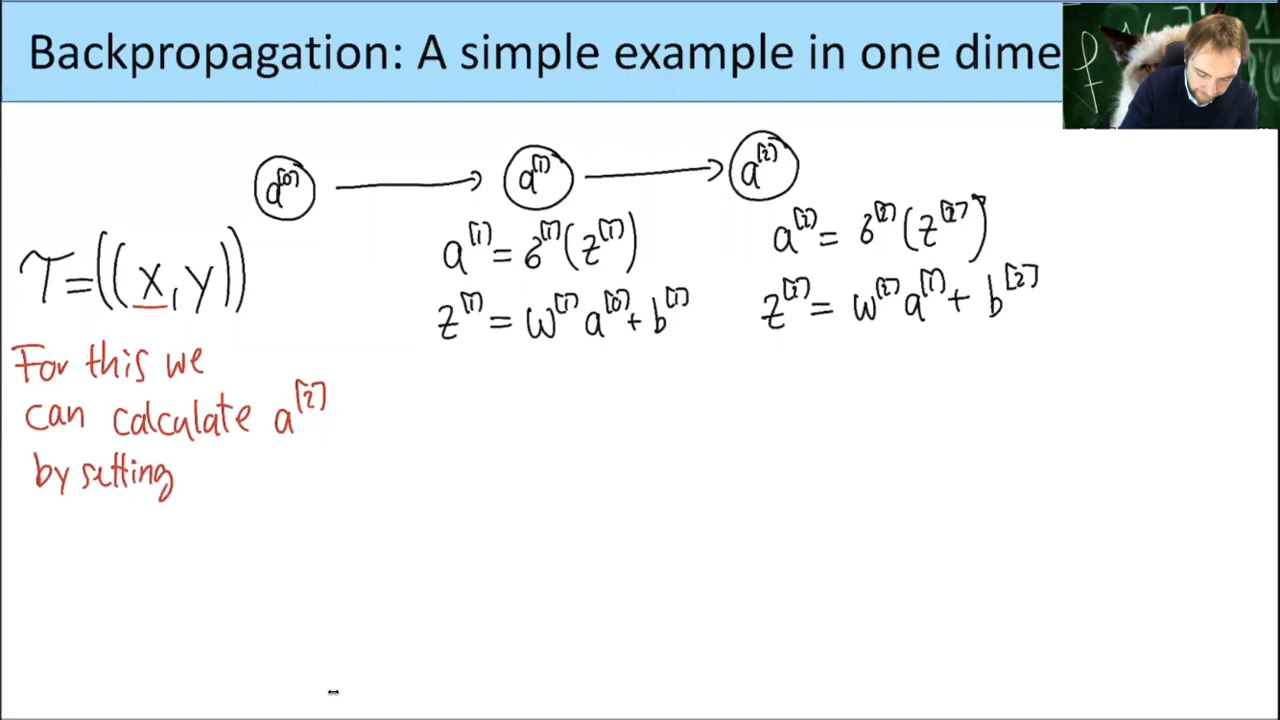 Backpropagation: A simple example in one dime
a^[0] → a^[1] → a^[2]
a^[1] = σ^[1](z^[1])
z^[1] = w^[1] a^[0] + b^[1]
a^[2] = σ^[2](z^[2])
z^[2] = w^[2] a^[1] + b^[2]
𝒯 = ((x, y))
For this we
can calculate a^[2]
by setting